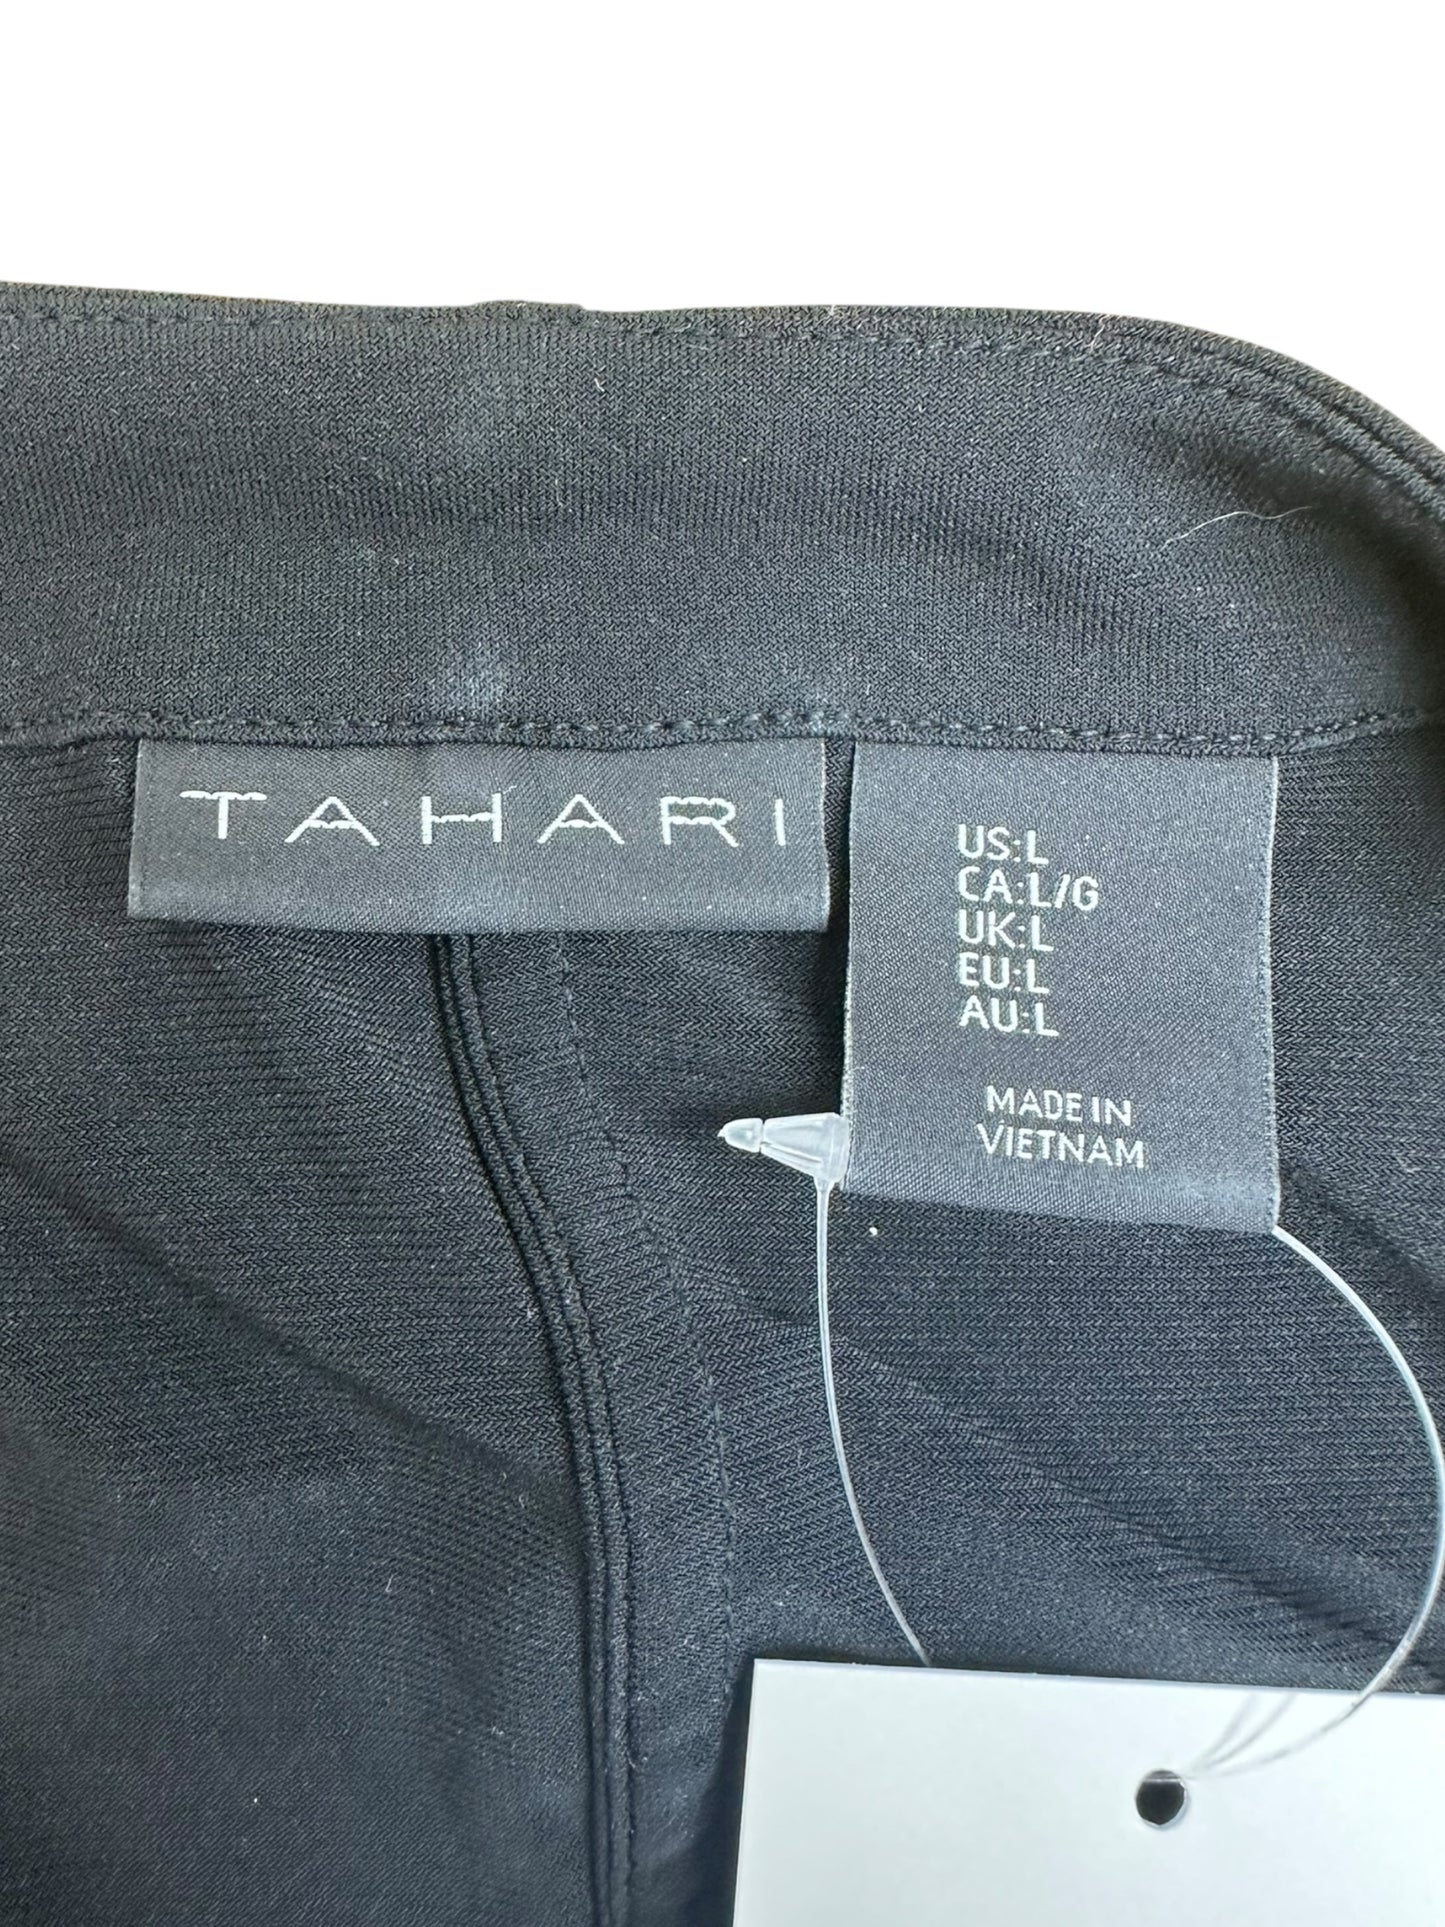 TAHARI
US:L
CA:L/G
UK:L
EU:L
AU:L
MADE IN
VIETNAM